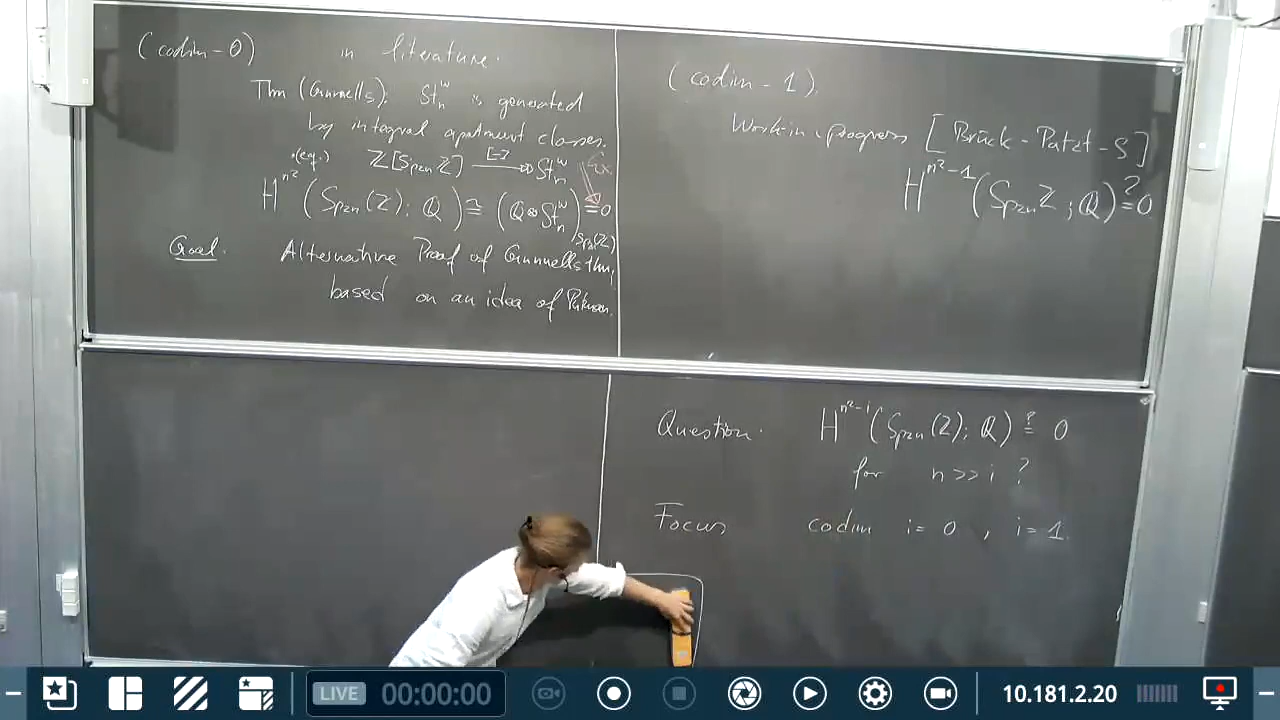 (codim-0) in literature.
Thm (Gunnells): St_n^ω is generated
by integral apartment classes.
·(eq.) Z[Sp_2n Z] —[-]→→ St_n^ω
H^{n²}(Sp_2n(Z); Q) ≅ (Q⊗St_n^ω)_{Sp_2n(Z)} = 0
Goal. Alternative Proof of Gunnells thm,
based on an idea of Putman.
(codim-1).
Work in progress [Brück-Patzt-S]
H^{n²-1}(Sp_2n Z; Q) ?= 0
Question. H^{n²-i}(Sp_2n(Z); Q) ?= 0
for n >> i ?
Focus codim i=0, i=1.
LIVE 00:00:00 10.181.2.20